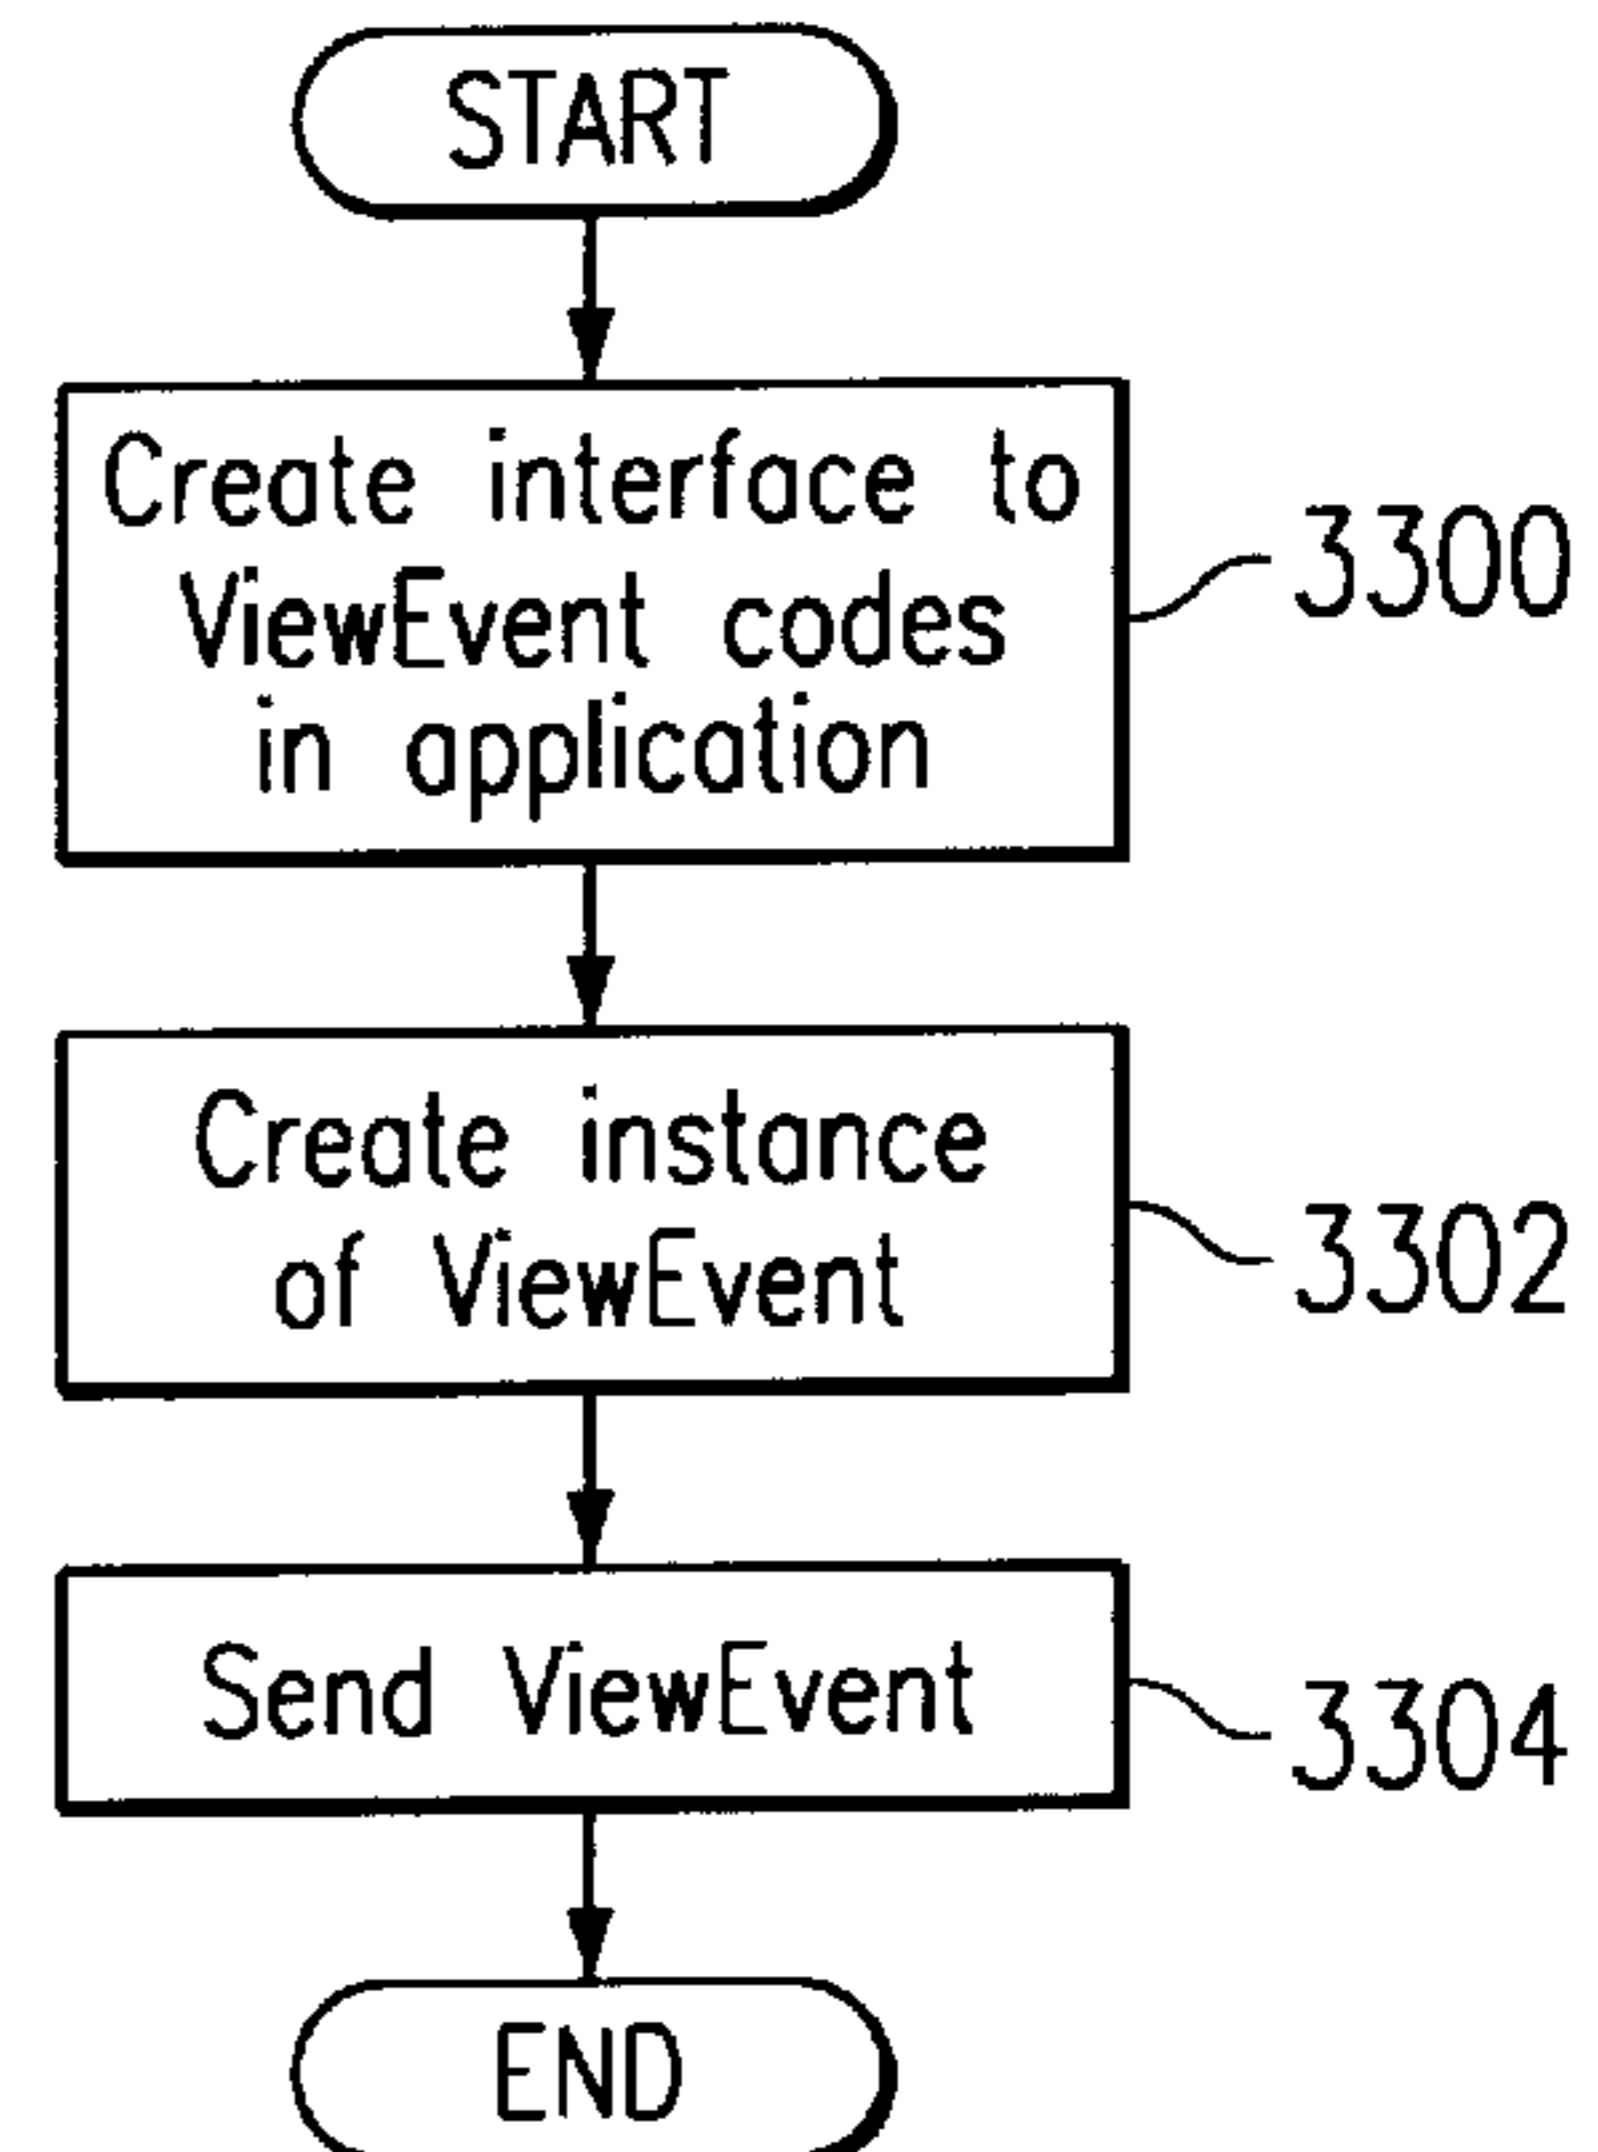 START
Create interface to
ViewEvent codes
in application
3300
Create instance
of ViewEvent
3302
Send ViewEvent
3304
END